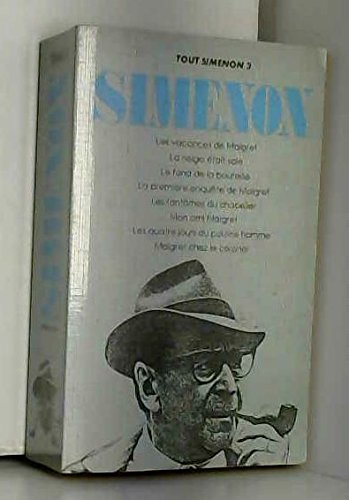 TOUT SIMENON 3
SIMENON
Les vacances de Maigret
La neige était sale
Le fond de la bouteille
La première enquête de Maigret
Les fantômes du chapelier
Mon ami Maigret
Les quatre jours du pauvre homme
Maigret chez le coroner
SIMENON